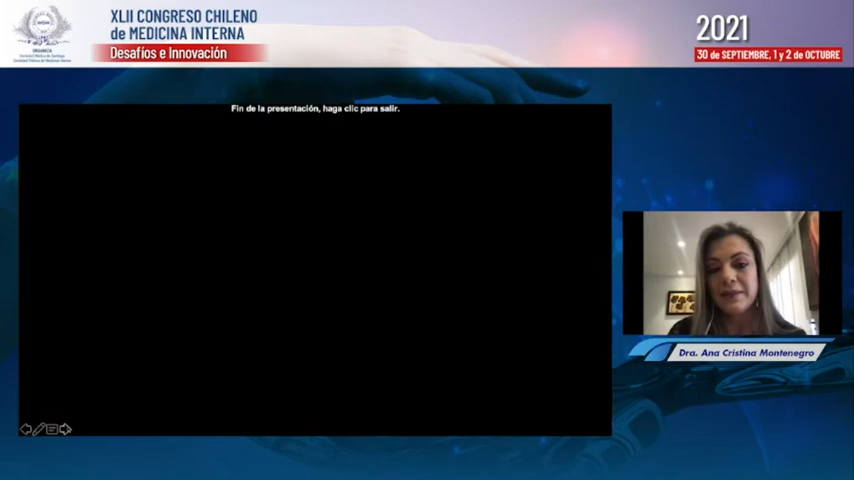 XLII CONGRESO CHILENO
de MEDICINA INTERNA
Desafíos e Innovación
ORGANIZA
2021
30 de SEPTIEMBRE, 1 y 2 de OCTUBRE
Fin de la presentación, haga clic para salir.
Dra. Ana Cristina Montenegro